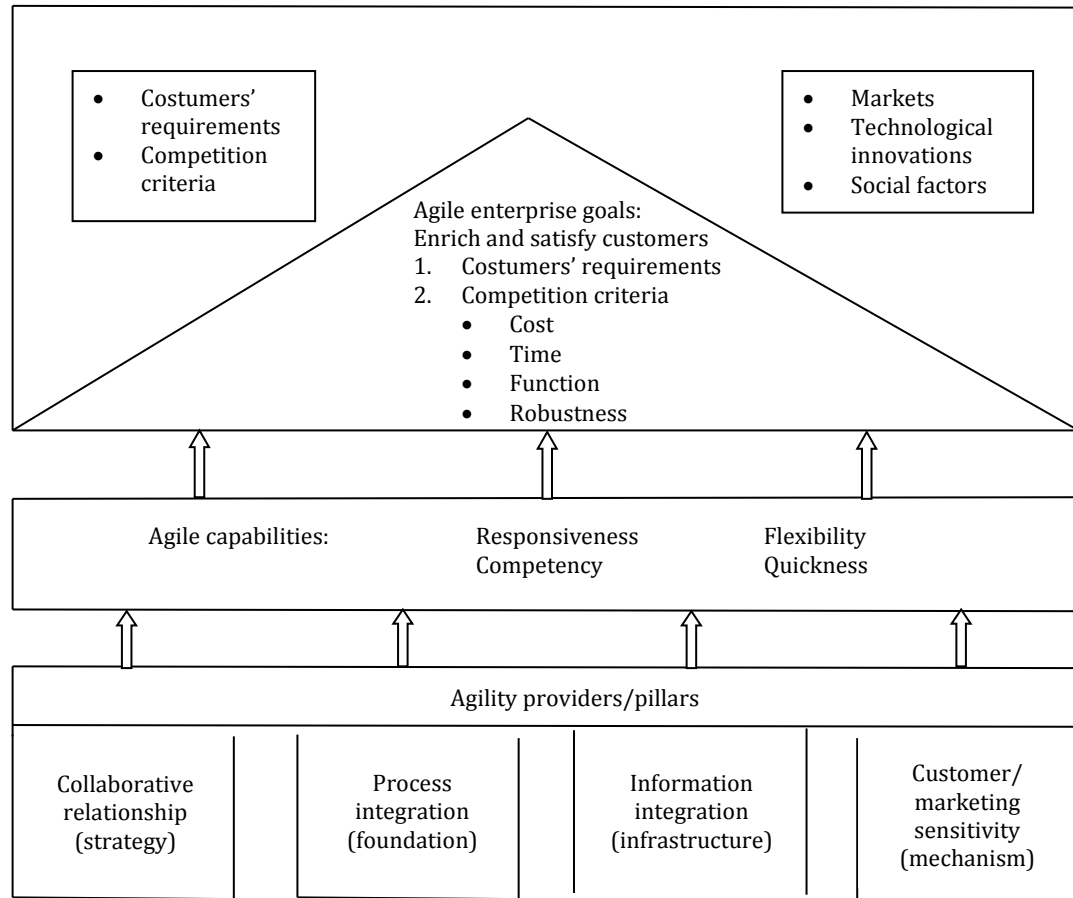 • Costumers’
requirements
• Competition
criteria
• Markets
• Technological
innovations
• Social factors
Agile enterprise goals:
Enrich and satisfy customers
1. Costumers’ requirements
2. Competition criteria
• Cost
• Time
• Function
• Robustness
Agile capabilities: Responsiveness Flexibility
Competency Quickness
Agility providers/pillars
Collaborative
relationship
(strategy)
Process
integration
(foundation)
Information
integration
(infrastructure)
Customer/
marketing
sensitivity
(mechanism)